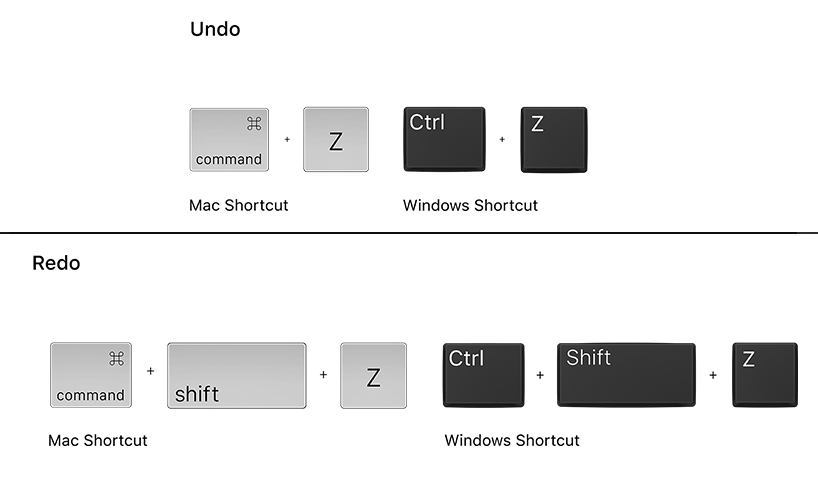 Undo
⌘
command + Z Ctrl + Z
Mac Shortcut Windows Shortcut
Redo
⌘
command + shift + Z Ctrl + Shift + Z
Mac Shortcut Windows Shortcut